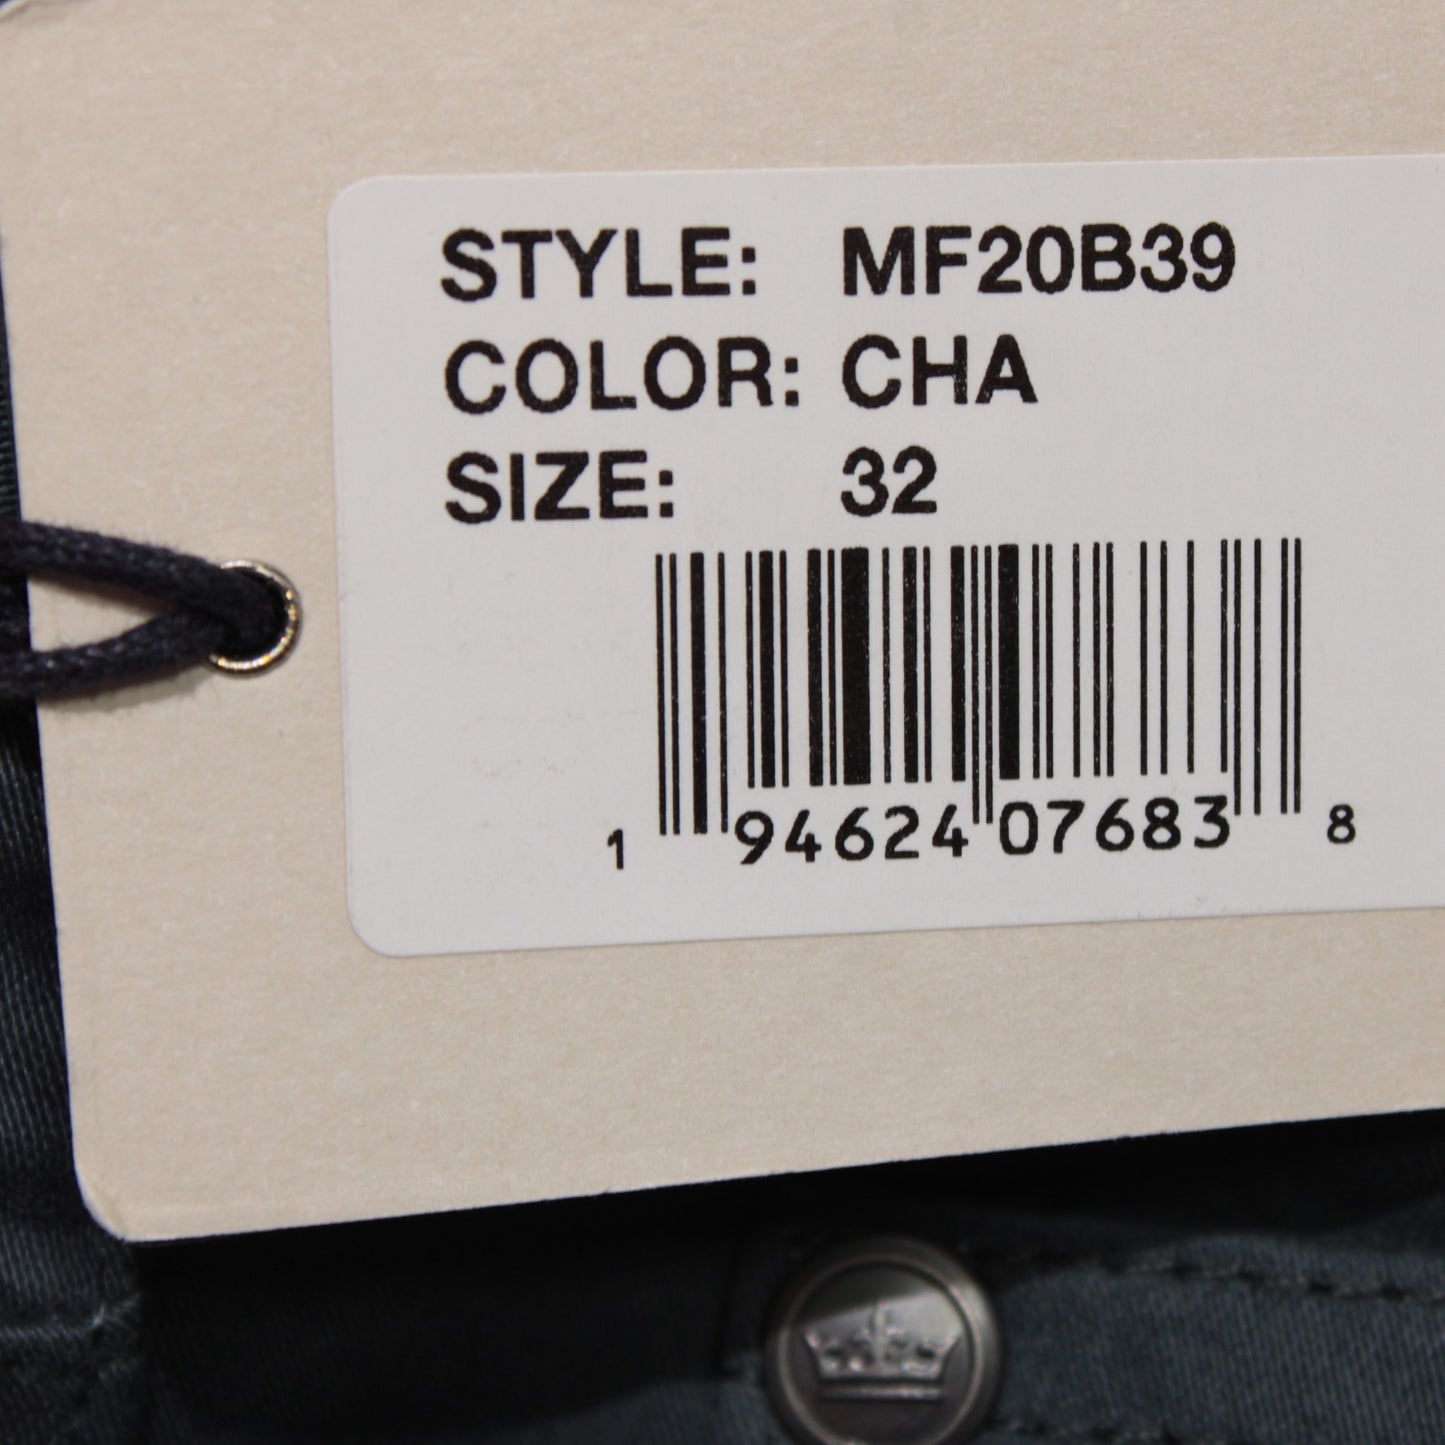 STYLE: MF20B39
COLOR: CHA
SIZE: 32
1 94624 07683 8